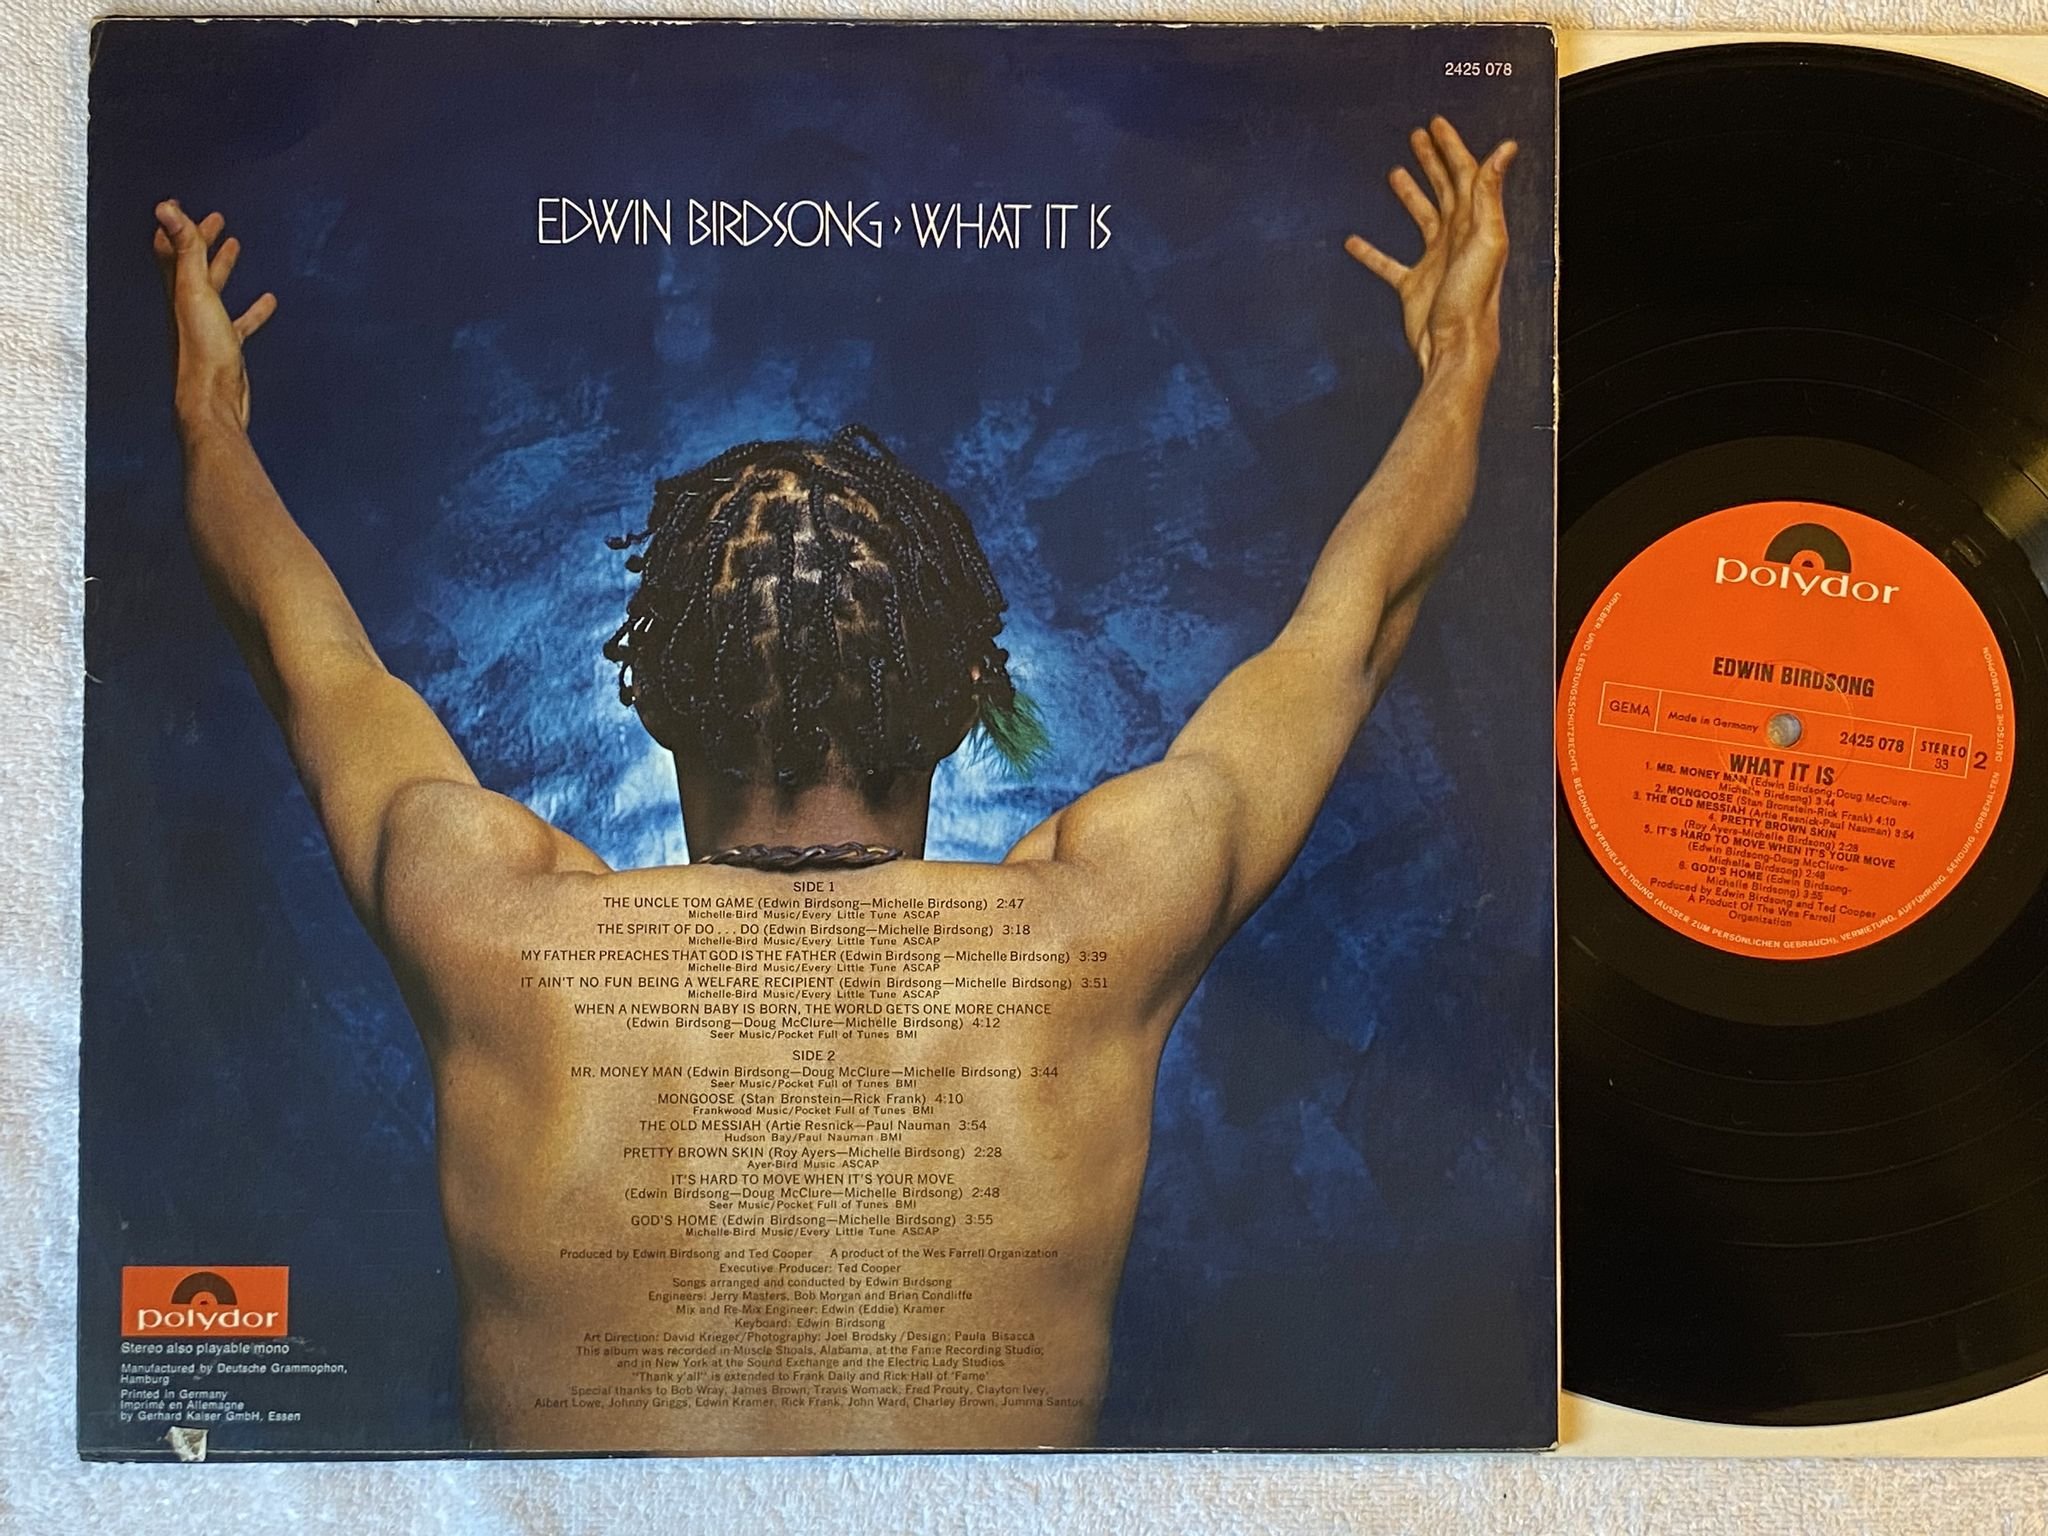 2425 078
EDWIN BIRDSONG › WHAT IT IS
SIDE 1
THE UNCLE TOM GAME (Edwin Birdsong—Michelle Birdsong) 2:47
Michelle-Bird Music/Every Little Tune ASCAP
THE SPIRIT OF DO . . . DO (Edwin Birdsong—Michelle Birdsong) 3:18
Michelle-Bird Music/Every Little Tune ASCAP
MY FATHER PREACHES THAT GOD IS THE FATHER (Edwin Birdsong—Michelle Birdsong) 3:39
Michelle-Bird Music/Every Little Tune ASCAP
IT AIN'T NO FUN BEING A WELFARE RECIPIENT (Edwin Birdsong—Michelle Birdsong) 3:51
Michelle-Bird Music/Every Little Tune ASCAP
WHEN A NEWBORN BABY IS BORN, THE WORLD GETS ONE MORE CHANCE
(Edwin Birdsong—Doug McClure—Michelle Birdsong) 4:12
Seer Music/Pocket Full of Tunes BMI
SIDE 2
MR. MONEY MAN (Edwin Birdsong—Doug McClure—Michelle Birdsong) 3:44
Seer Music/Pocket Full of Tunes BMI
MONGOOSE (Stan Bronstein—Rick Frank) 4:10
Frankwood Music/Pocket Full of Tunes BMI
THE OLD MESSIAH (Artie Resnick—Paul Nauman 3:54
Hudson Bay/Paul Nauman BMI
PRETTY BROWN SKIN (Roy Ayers—Michelle Birdsong) 2:28
Ayer-Bird Music ASCAP
IT'S HARD TO MOVE WHEN IT'S YOUR MOVE
(Edwin Birdsong—Doug McClure—Michelle Birdsong) 2:48
Seer Music/Pocket Full of Tunes BMI
GOD'S HOME (Edwin Birdsong—Michelle Birdsong) 3:55
Michelle-Bird Music/Every Little Tune ASCAP
Produced by Edwin Birdsong and Ted Cooper A product of the Wes Farrell Organization
Executive Producer: Ted Cooper
Songs arranged and conducted by Edwin Birdsong
Engineers: Jerry Masters, Bob Morgan and Brian Condliffe
Mix and Re-Mix Engineer: Edwin (Eddie) Kramer
Keyboard: Edwin Birdsong
Art Direction: David Krieger/Photography: Joel Brodsky/Design: Paula Bisacca
This album was recorded in Muscle Shoals, Alabama, at the Fame Recording Studio;
and in New York at the Sound Exchange and the Electric Lady Studios
"Thank y'all" is extended to Frank Daily and Rick Hall of 'Fame'
Special thanks to Bob Wray, James Brown, Travis Womack, Fred Prouty, Clayton Ivey,
Albert Lowe, Johnny Griggs, Edwin Kramer, Rick Frank, John Ward, Charley Brown, Jumma Santos
polydor
Stereo also playable mono
Manufactured by Deutsche Grammophon,
Hamburg
Printed in Germany
Imprimé en Allemagne
by Gerhard Kaiser GmbH, Essen
polydor
EDWIN BIRDSONG
GEMA Made in Germany 2425 078 STEREO 2
33
WHAT IT IS
1. MR. MONEY MAN (Edwin Birdsong-Doug McClure-
Michelle Birdsong) 3:44
2. MONGOOSE (Stan Bronstein-Rick Frank) 4:10
3. THE OLD MESSIAH (Artie Resnick-Paul Nauman) 3:54
4. PRETTY BROWN SKIN
(Roy Ayers-Michelle Birdsong) 2:28
5. IT'S HARD TO MOVE WHEN IT'S YOUR MOVE
(Edwin Birdsong-Doug McClure-
Michelle Birdsong) 2:48
6. GOD'S HOME (Edwin Birdsong-
Michelle Birdsong) 3:55
Produced by Edwin Birdsong and Ted Cooper
A Product Of The Wes Farrell
Organization
URHEBER- UND LEISTUNGSSCHUTZRECHTE, BESONDERS VERVIELFÄLTIGUNG (AUSSER ZUM PERSÖNLICHEN GEBRAUCH), VERMIETUNG, AUFFÜHRUNG, SENDUNG VORBEHALTEN DEUTSCHE GRAMMOPHON